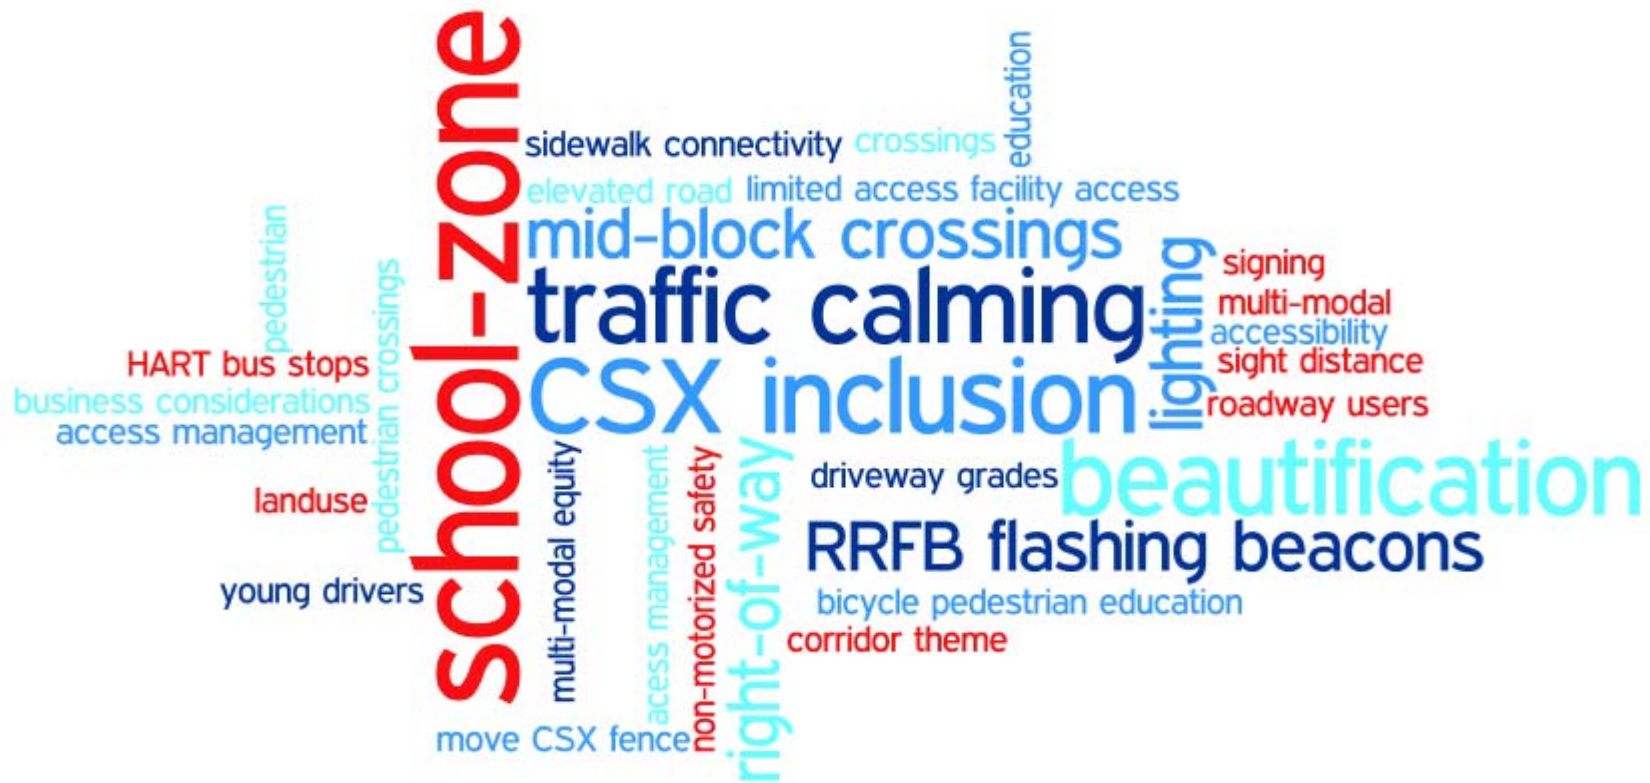 education
sidewalk connectivity
crossings
elevated road
limited access facility access
school-zone
mid-block crossings
pedestrian
lighting
signing
traffic calming
multi-modal
accessibility
pedestrian crossings
HART bus stops
sight distance
CSX inclusion
business considerations
roadway users
access management
multi-modal equity
acess management
non-motorized safety
right-of-way
driveway grades
beautification
landuse
RRFB flashing beacons
young drivers
bicycle pedestrian education
corridor theme
move CSX fence